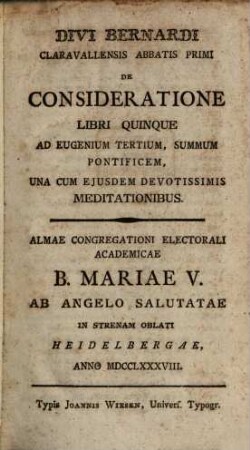 DIVI BERNARDI
CLARAVALLENSIS ABBATIS PRIMI
DE
CONSIDERATIONE
LIBRI QUINQUE
AD EUGENIUM TERTIUM, SUMMUM
PONTIFICEM,
UNA CUM EJUSDEM DEVOTISSIMIS
MEDITATIONIBUS.
ALMAE CONGREGATIONI ELECTORALI
ACADEMICAE
B. MARIAE V.
AB ANGELO SALUTATAE
IN STRENAM OBLATI
HEIDELBERGAE,
ANNO MDCCLXXXVIII.
Typis JOANNIS WIESEN, Univers. Typogr.